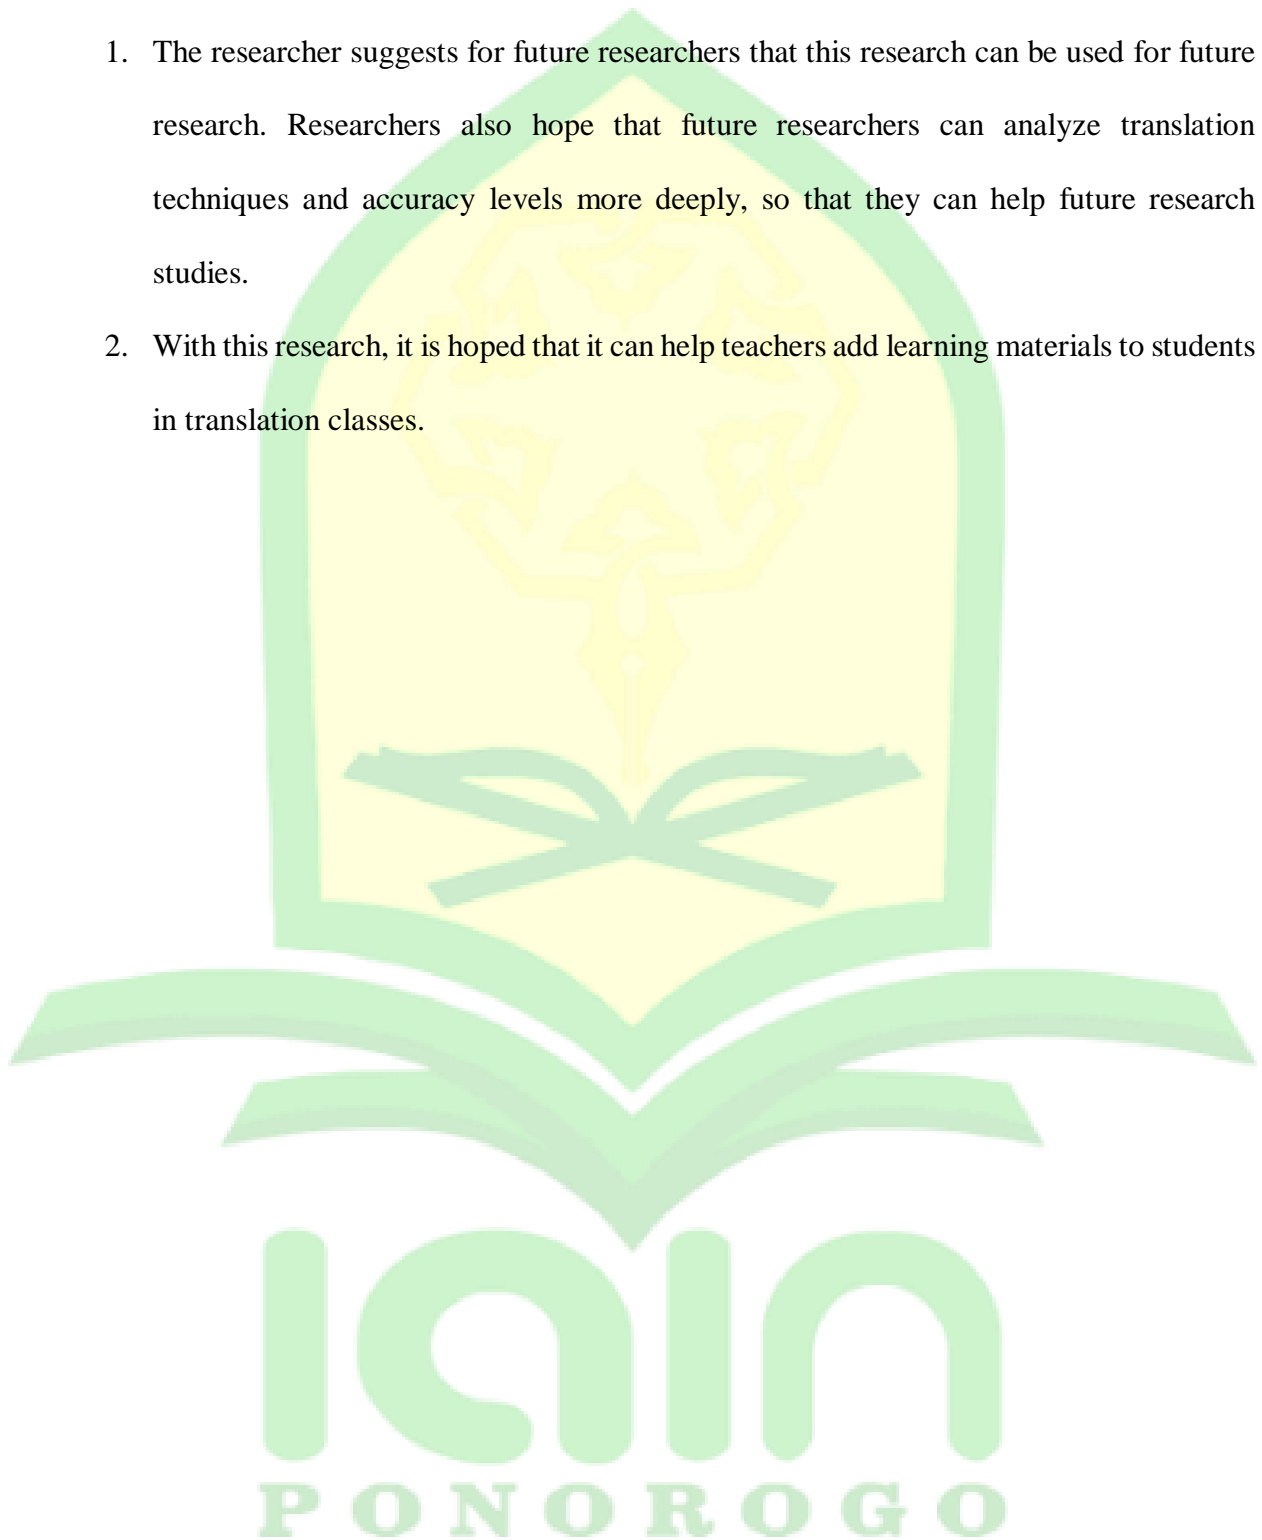 1. The researcher suggests for future researchers that this research can be used for future
research. Researchers also hope that future researchers can analyze translation
techniques and accuracy levels more deeply, so that they can help future research
studies.
2. With this research, it is hoped that it can help teachers add learning materials to students
in translation classes.
iain
PONOROGO